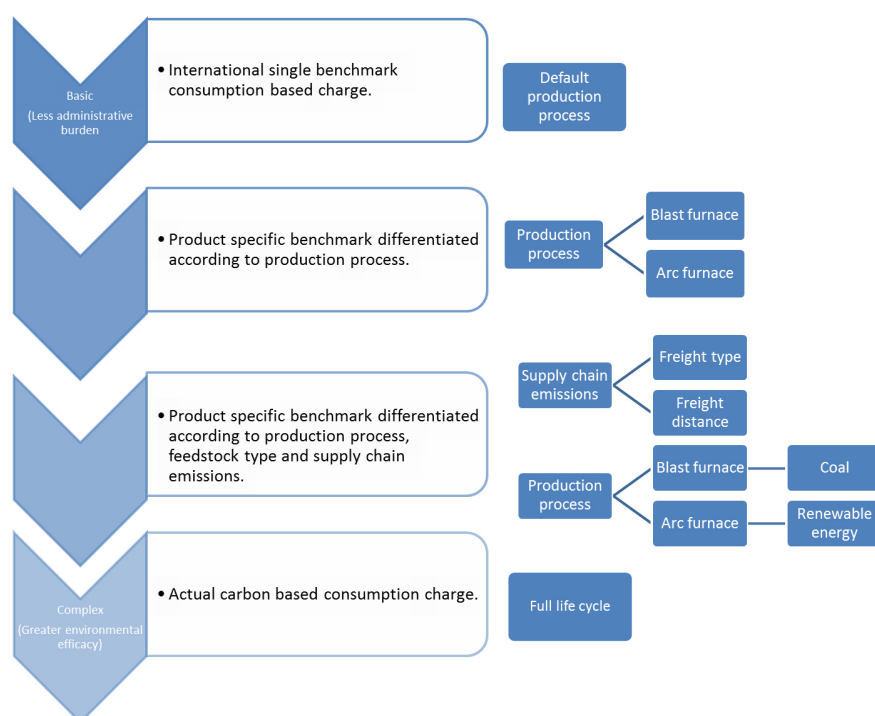 Basic
(Less administrative
burden
• International single benchmark
consumption based charge.
Default
production
process
• Product specific benchmark differentiated
according to production process.
Production
process
Blast furnace
Arc furnace
• Product specific benchmark differentiated
according to production process,
feedstock type and supply chain
emissions.
Supply chain
emissions
Freight type
Freight
distance
Production
process
Blast furnace
Coal
Arc furnace
Renewable
energy
Complex
(Greater environmental
efficacy)
• Actual carbon based consumption charge.
Full life cycle